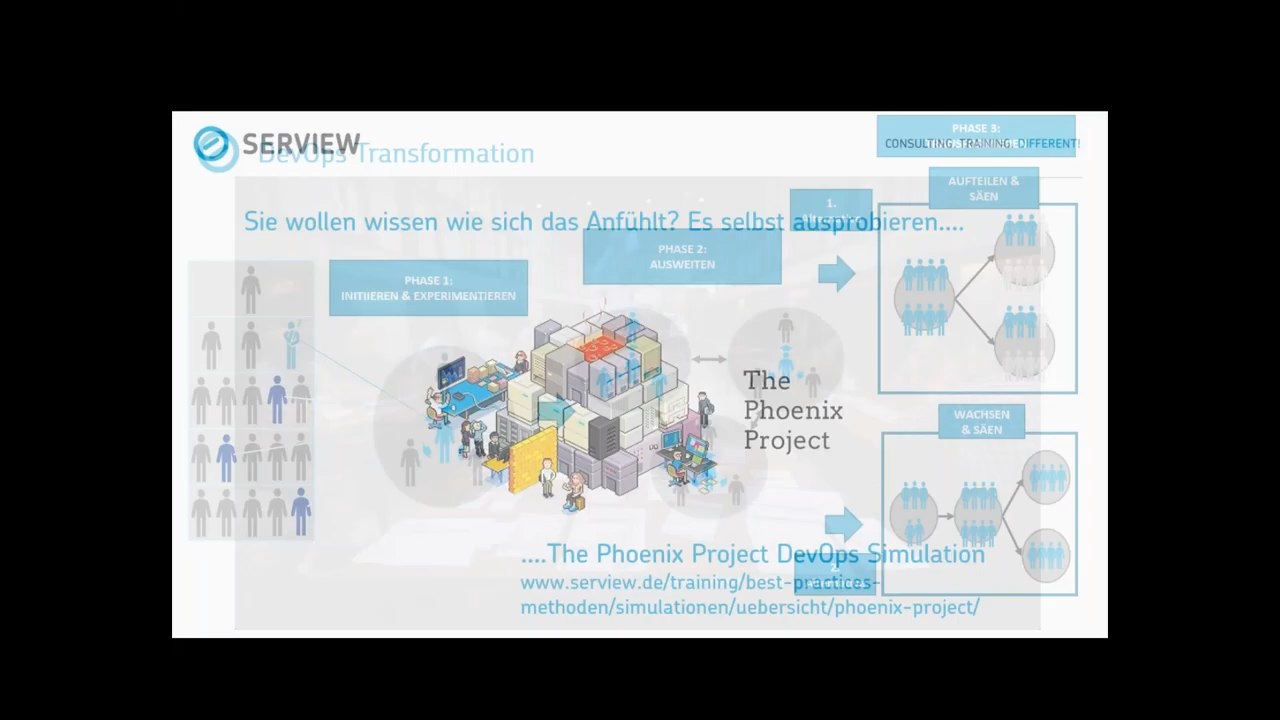 SERVIEW
DevOps Transformation
PHASE 3:
CONSULTING. TRAINING. DIFFERENT!
AUFTEILEN &
SÄEN
1.
Sie wollen wissen wie sich das Anfühlt? Es selbst ausprobieren....
PHASE 2:
AUSWEITEN
PHASE 1:
INITIIEREN & EXPERIMENTIEREN
The
Phoenix
Project
WACHSEN
& SÄEN
....The Phoenix Project DevOps Simulation
2.
www.serview.de/training/best-practices-
methoden/simulationen/uebersicht/phoenix-project/